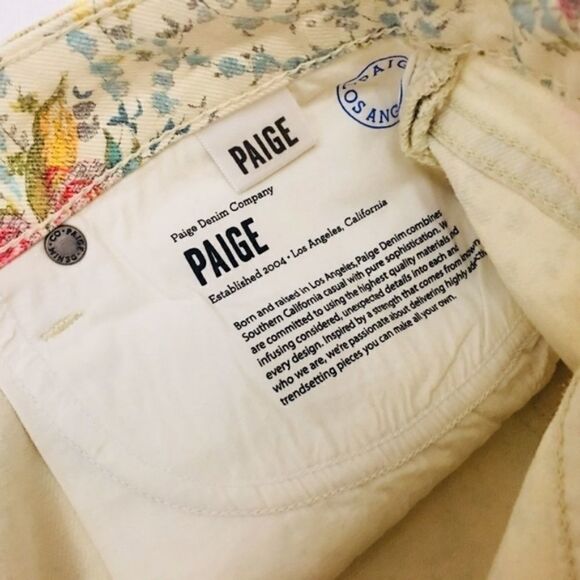 PAIGE
LOS ANG
PAIGE
Paige Denim Company
PAIGE
Established 2004 • Los Angeles, California
Born and raised in Los Angeles, Paige Denim combines
Southern California casual with pure sophistication. W
are committed to using the highest quality materials
infusing considered, unexpected details into each and
every design. Inspired by a strength that comes from
who we are, we're passionate about delivering highly
trendsetting pieces you can make all your own.
CO • PAIGE • DENIM